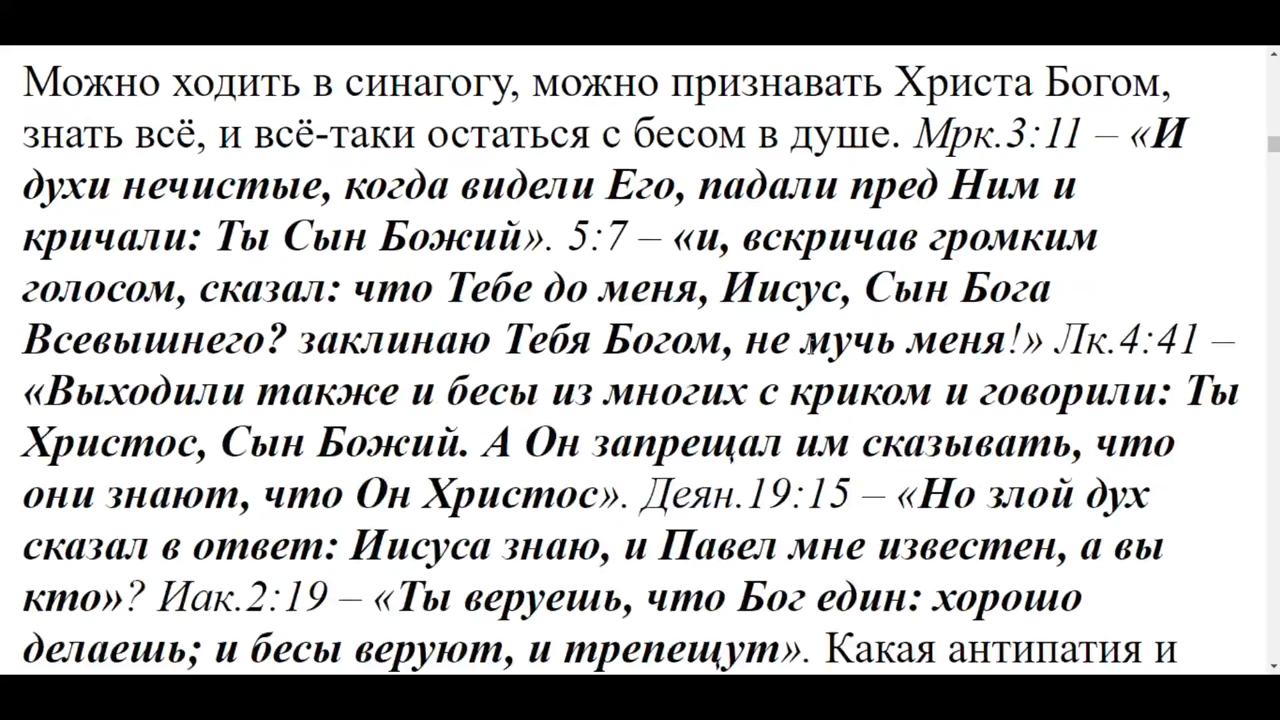 Можно ходить в синагогу, можно признавать Христа Богом,
знать всё, и всё-таки остаться с бесом в душе. Мрк.3:11 – «И
духи нечистые, когда видели Его, падали пред Ним и
кричали: Ты Сын Божий». 5:7 – «и, вскричав громким
голосом, сказал: что Тебе до меня, Иисус, Сын Бога
Всевышнего? заклинаю Тебя Богом, не мучь меня!» Лк.4:41 –
«Выходили также и бесы из многих с криком и говорили: Ты
Христос, Сын Божий. А Он запрещал им сказывать, что
они знают, что Он Христос». Деян.19:15 – «Но злой дух
сказал в ответ: Иисуса знаю, и Павел мне известен, а вы
кто»? Иак.2:19 – «Ты веруешь, что Бог един: хорошо
делаешь; и бесы веруют, и трепещут». Какая антипатия и